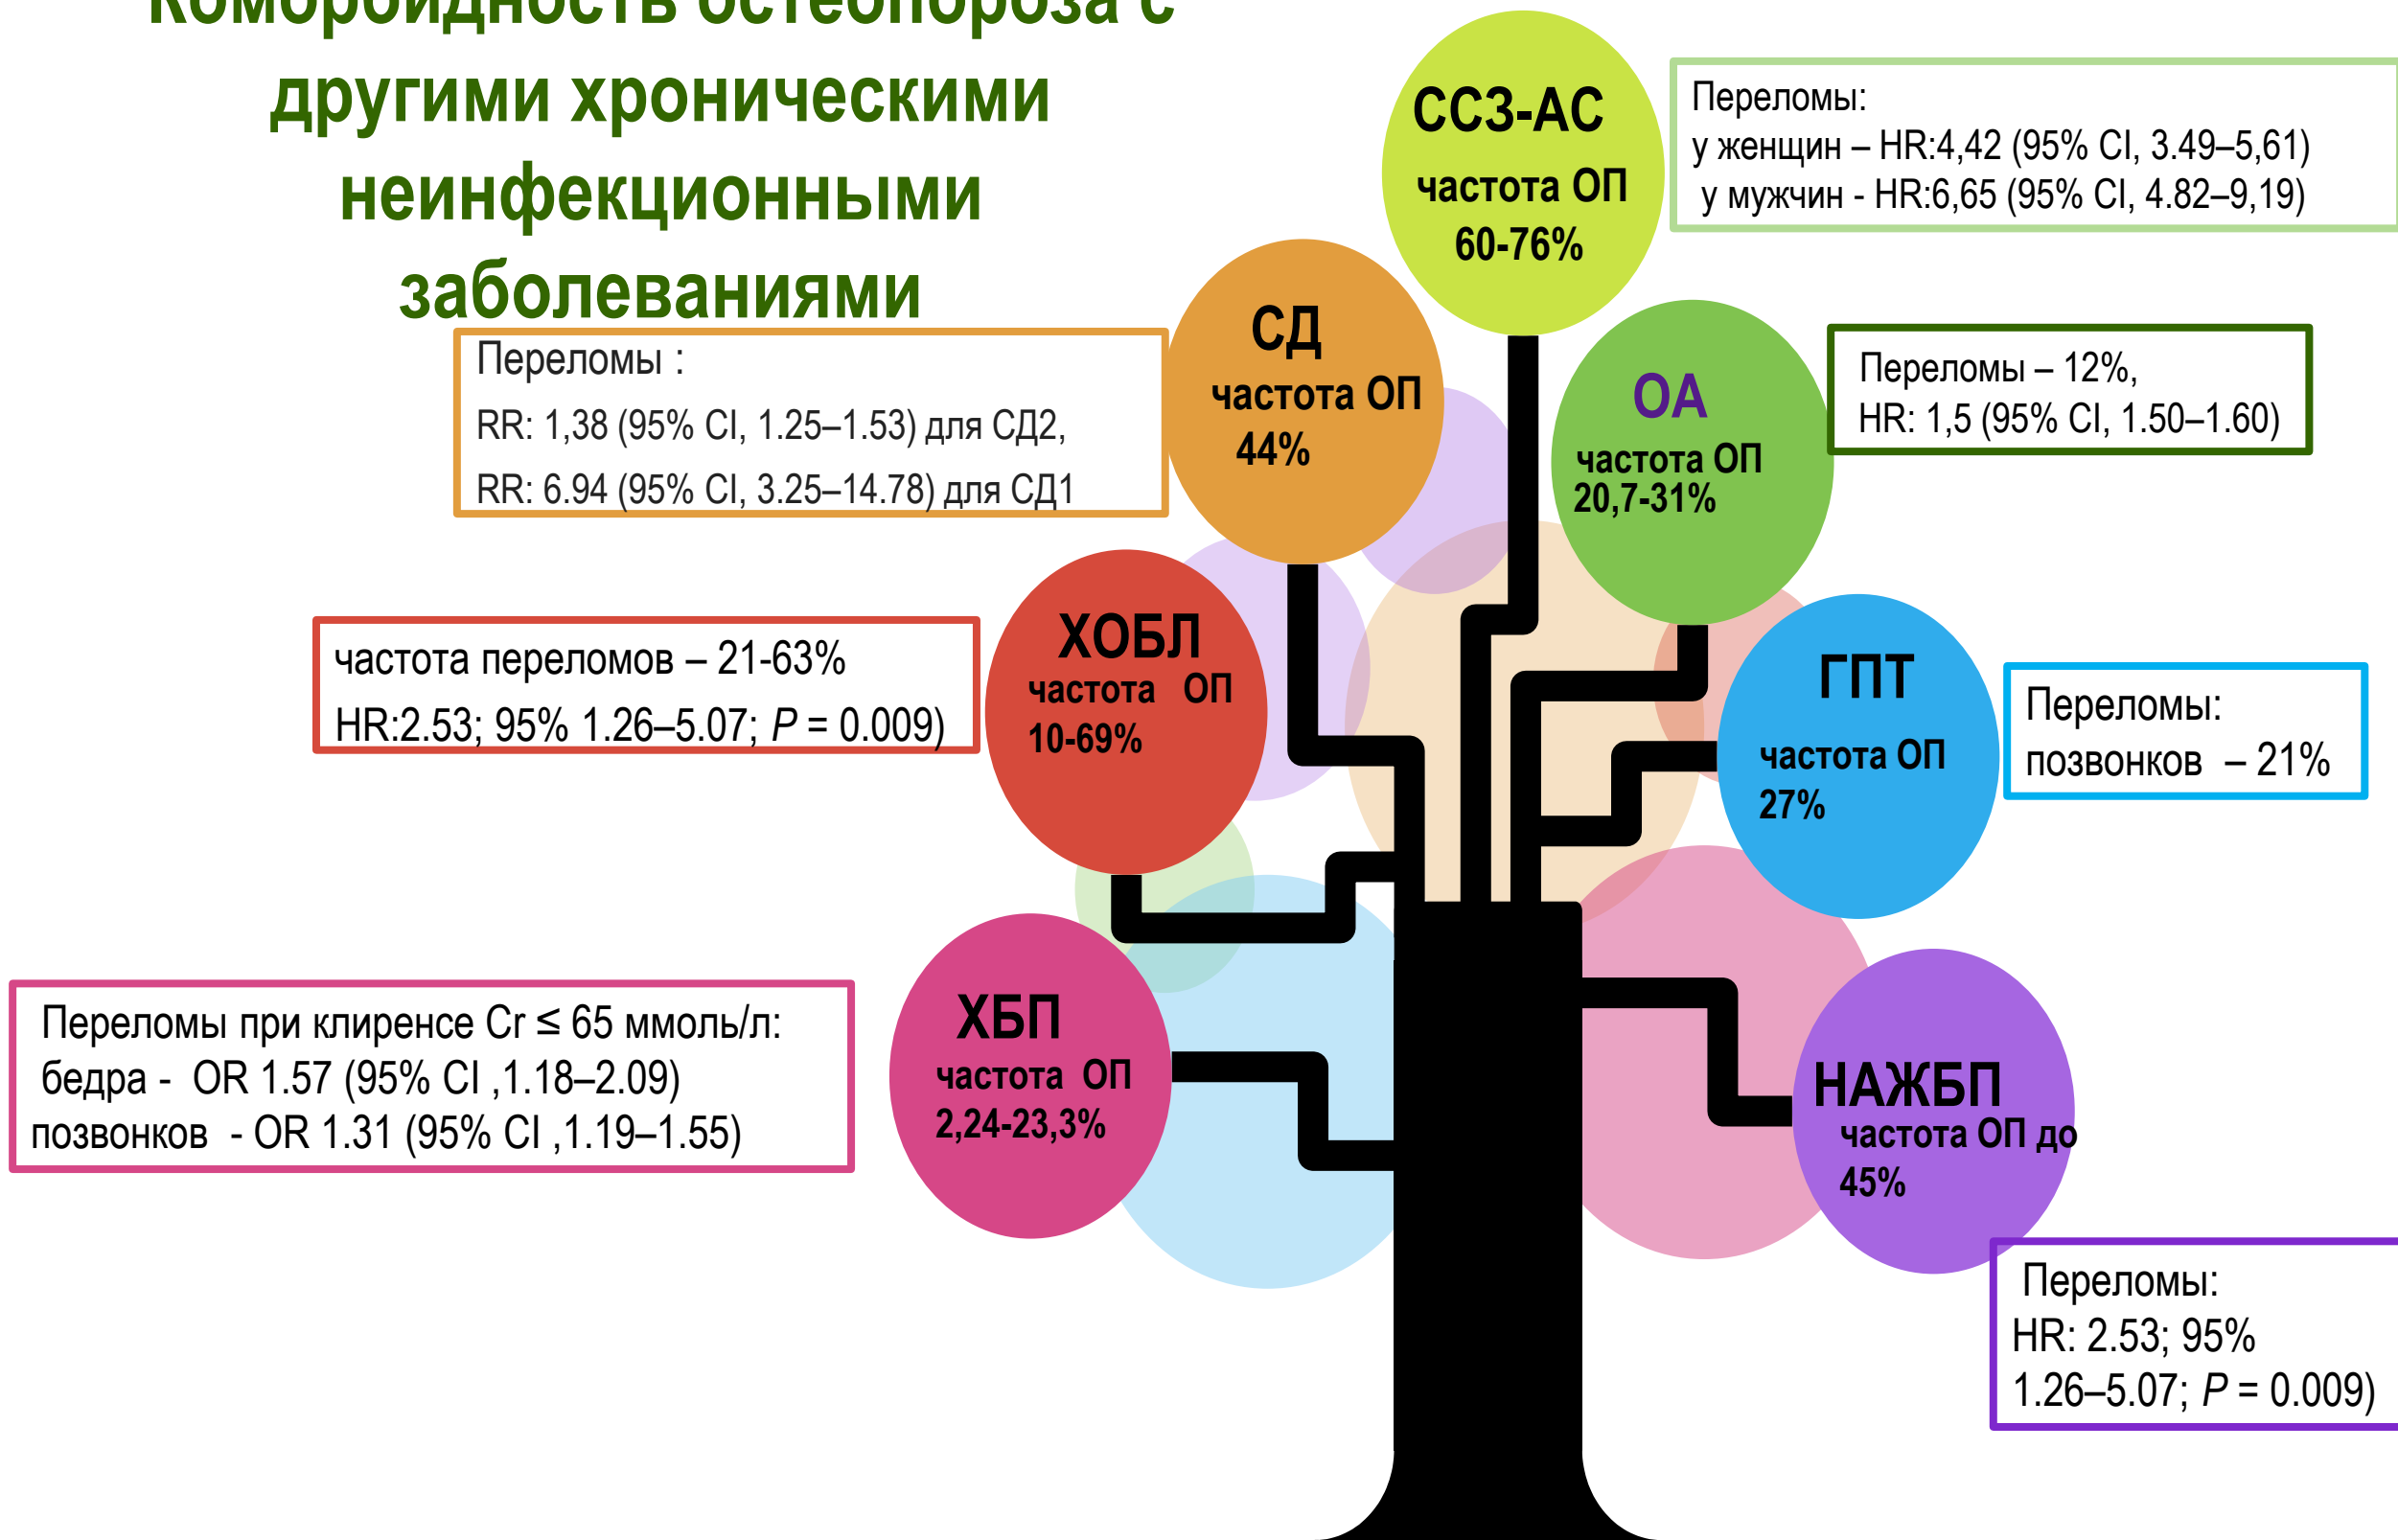 Коморбидность остеопороза с
другими хроническими
неинфекционными
заболеваниями
ССЗ-АС
частота ОП
60-76%
Переломы:
у женщин – HR:4,42 (95% CI, 3.49–5,61)
у мужчин - HR:6,65 (95% CI, 4.82–9,19)
СД
частота ОП
44%
Переломы :
RR: 1,38 (95% CI, 1.25–1.53) для СД2,
RR: 6.94 (95% CI, 3.25–14.78) для СД1
ОА
частота ОП
20,7-31%
Переломы – 12%,
HR: 1,5 (95% CI, 1.50–1.60)
ХОБЛ
частота ОП
10-69%
частота переломов – 21-63%
HR:2.53; 95% 1.26–5.07; P = 0.009)
ГПТ
частота ОП
27%
Переломы:
позвонков – 21%
ХБП
частота ОП
2,24-23,3%
Переломы при клиренсе Cr ≤ 65 ммоль/л:
бедра - OR 1.57 (95% CI ,1.18–2.09)
позвонков - OR 1.31 (95% CI ,1.19–1.55)
НАЖБП
частота ОП до
45%
Переломы:
HR: 2.53; 95%
1.26–5.07; P = 0.009)